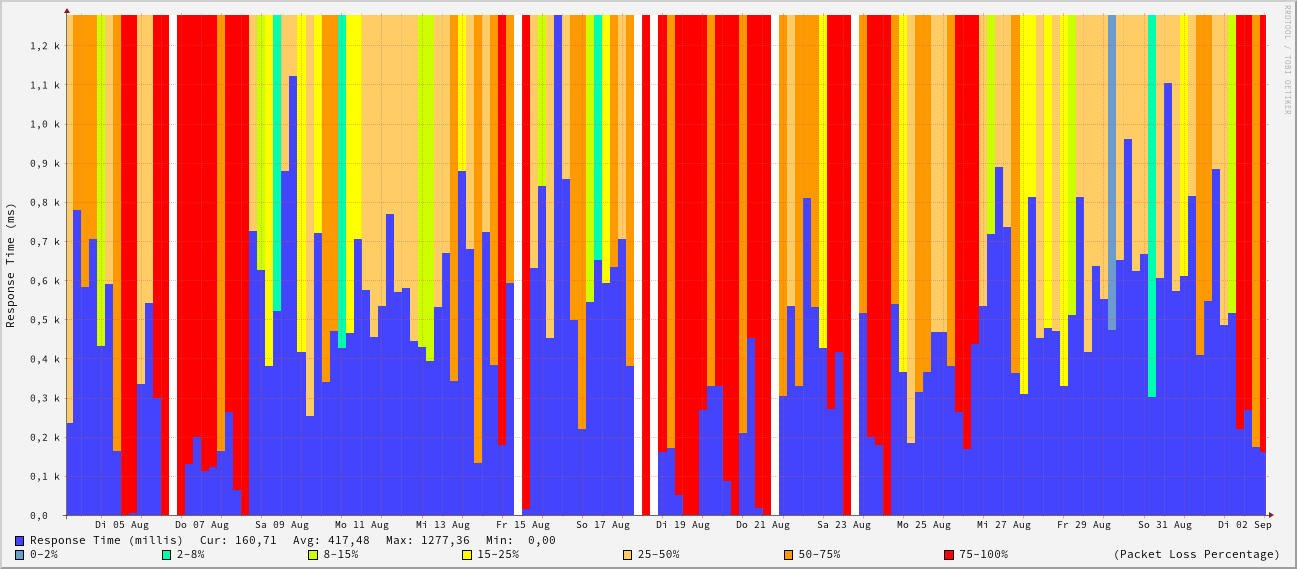 RRDTOOL / TOBI OETIKER
Response Time (ms)
1,2 k
1,1 k
1,0 k
0,9 k
0,8 k
0,7 k
0,6 k
0,5 k
0,4 k
0,3 k
0,2 k
0,1 k
0,0
Di 05 Aug Do 07 Aug Sa 09 Aug Mo 11 Aug Mi 13 Aug Fr 15 Aug So 17 Aug Di 19 Aug Do 21 Aug Sa 23 Aug Mo 25 Aug Mi 27 Aug Fr 29 Aug So 31 Aug Di 02 Sep
Response Time (millis) Cur: 160,71 Avg: 417,48 Max: 1277,36 Min: 0,00
0-2% 2-8% 8-15% 15-25% 25-50% 50-75% 75-100% (Packet Loss Percentage)